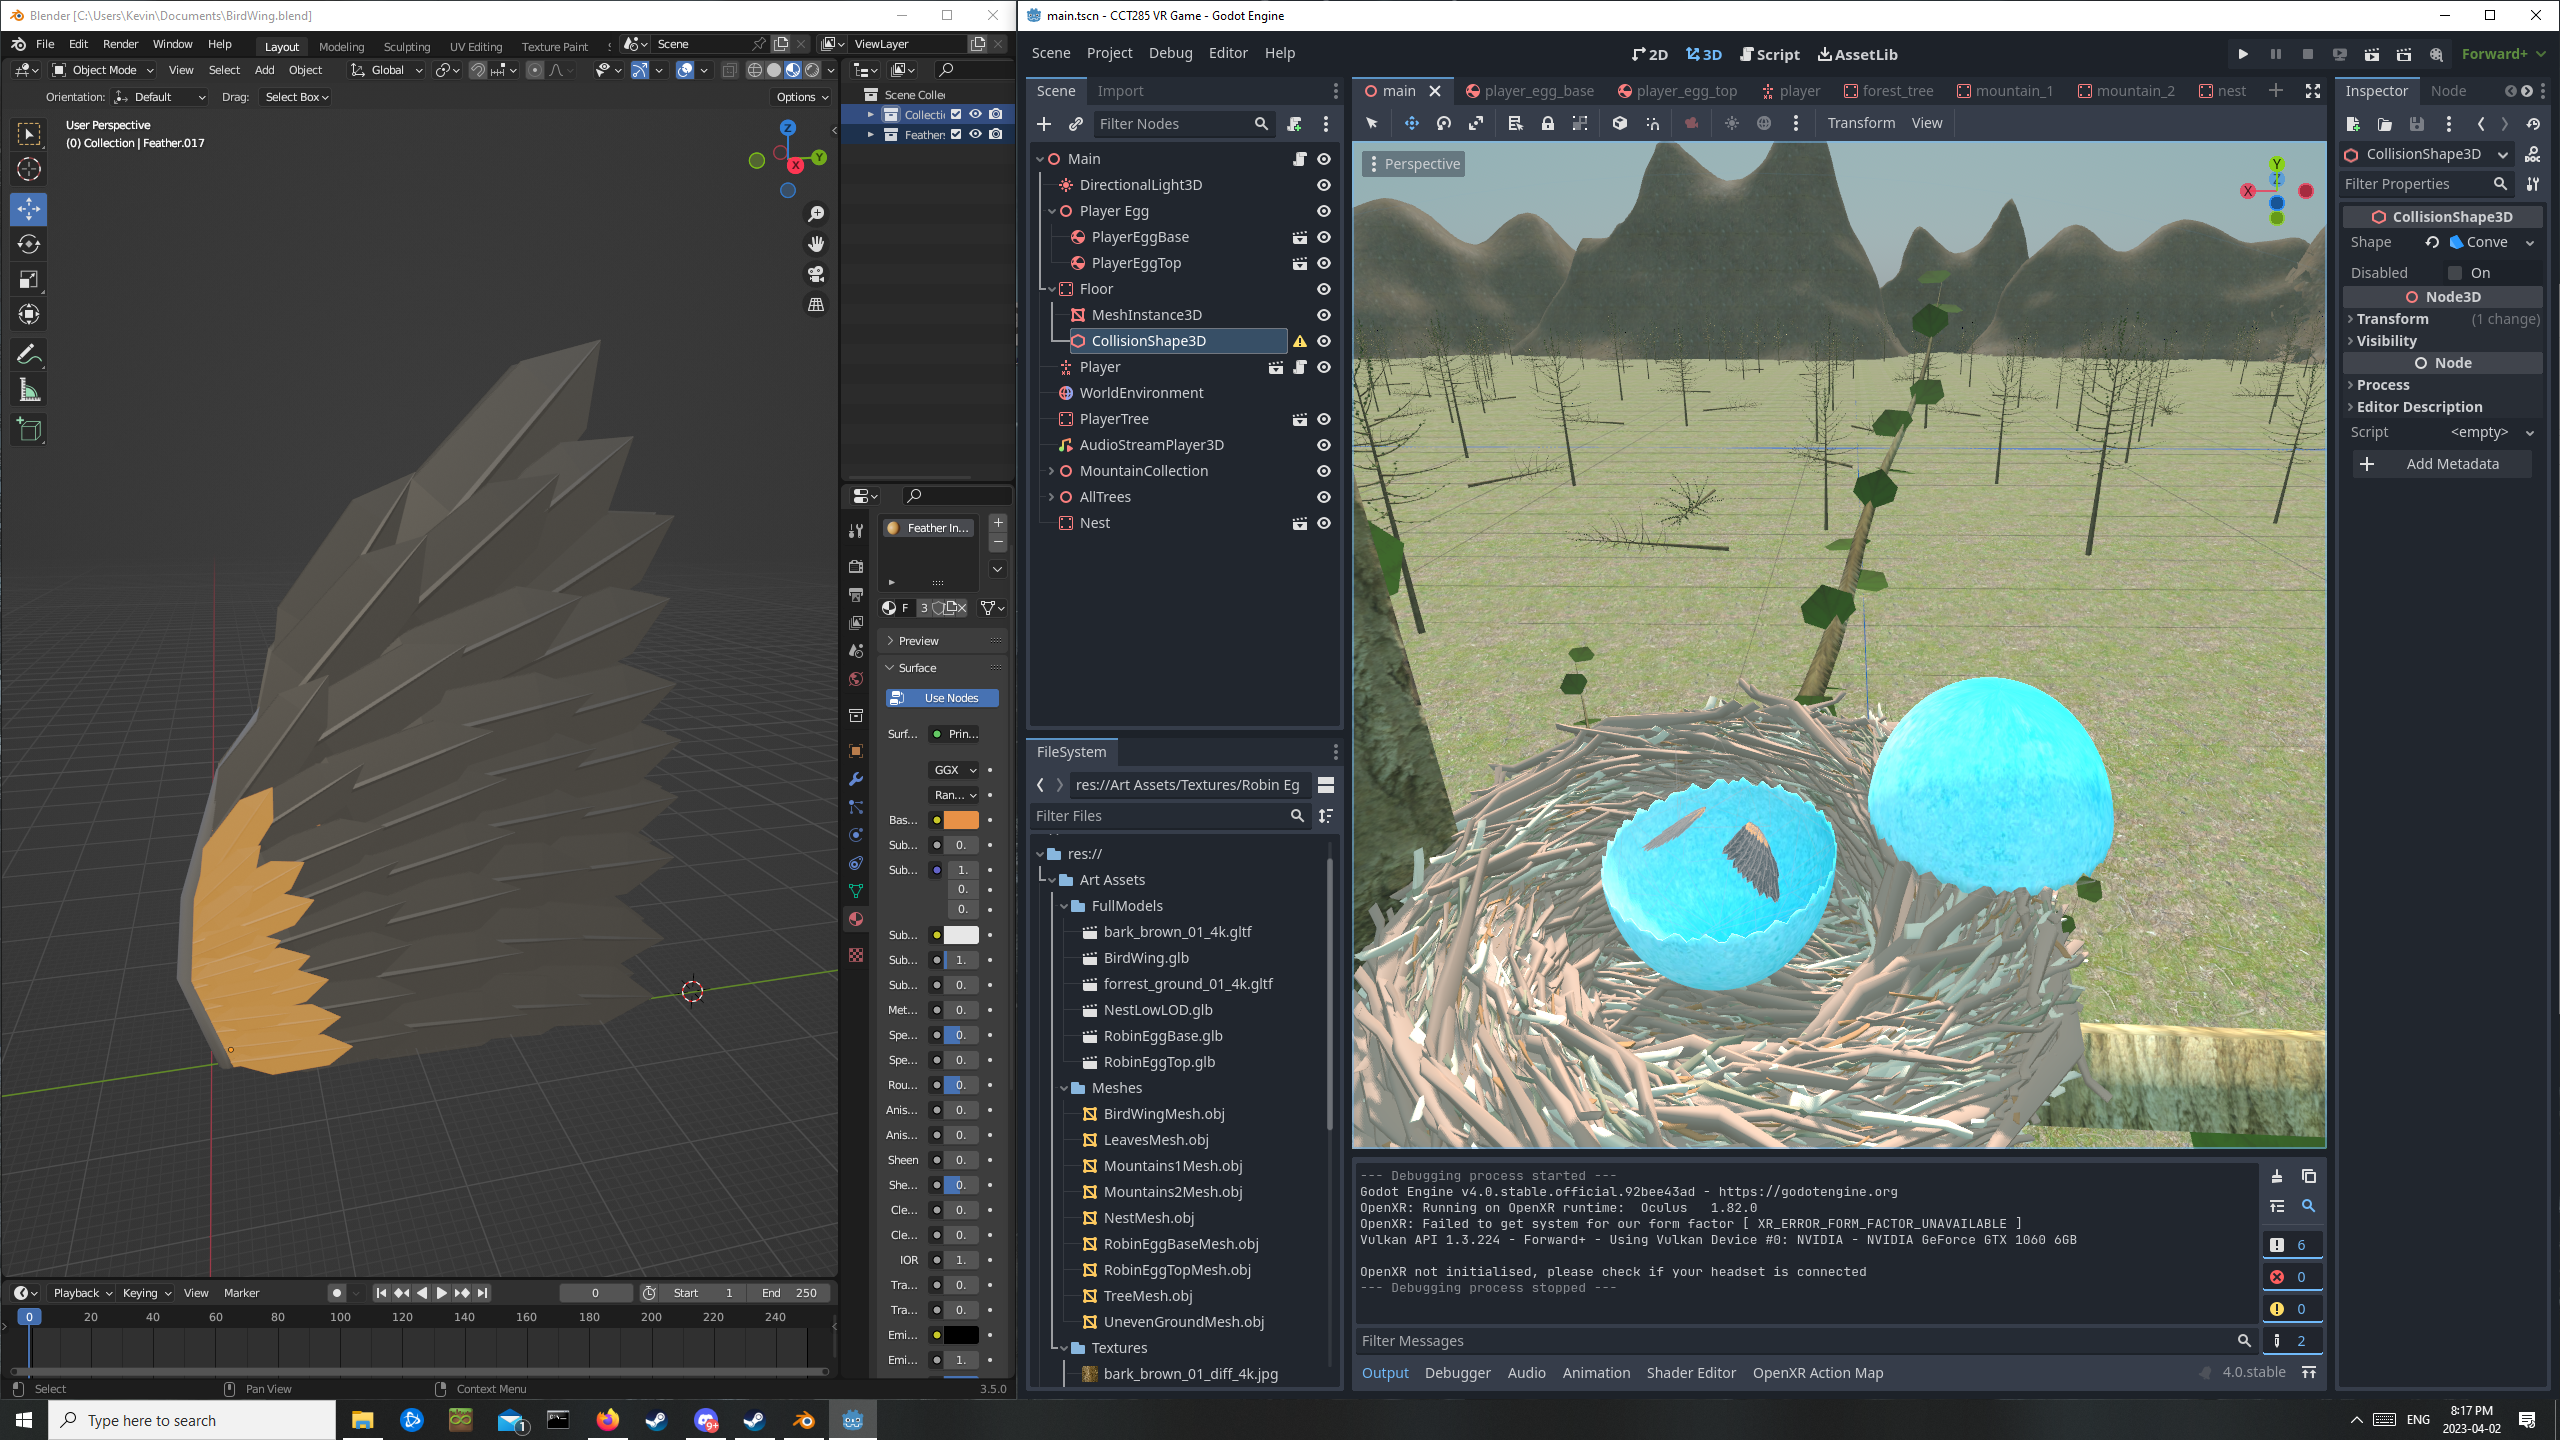 Blender [C:\Users\Kevin\Documents\BirdWing.blend]
File Edit Render Window Help Layout Modeling Sculpting UV Editing Texture Paint Scene ViewLayer
Object Mode View Select Add Object Global
Orientation: Default Drag: Select Box Options
User Perspective
(0) Collection | Feather.017
Z
Y
X
Scene Collec
Collecti
Feather
Feather In...
F 3
Preview
Surface
Use Nodes
Surf... Prin...
GGX
Ran...
Bas...
Sub... 0.
Sub... 1.
0.
0.
Sub...
Sub... 1.
Sub... 0.
Met... 0.
Spe... 0.
Spe... 0.
Rou... 0.
Anis... 0.
Anis... 0.
Sheen 0.
She... 0.
Cle... 0.
Cle... 0.
IOR 1.
Tra... 0.
Tra... 0.
Emi...
Emi... 1.
Playback Keying View Marker 0 Start 1 End 250
0 20 40 60 80 100 120 140 160 180 200 220 240
Select Pan View Context Menu 3.5.0
main.tscn - CCT285 VR Game - Godot Engine
Scene Project Debug Editor Help 2D 3D Script AssetLib Forward+
Scene Import
Filter Nodes
Main
DirectionalLight3D
Player Egg
PlayerEggBase
PlayerEggTop
Floor
MeshInstance3D
CollisionShape3D
Player
WorldEnvironment
PlayerTree
AudioStreamPlayer3D
MountainCollection
AllTrees
Nest
FileSystem
res://Art Assets/Textures/Robin Eg
Filter Files
res://
Art Assets
FullModels
bark_brown_01_4k.gltf
BirdWing.glb
forrest_ground_01_4k.gltf
NestLowLOD.glb
RobinEggBase.glb
RobinEggTop.glb
Meshes
BirdWingMesh.obj
LeavesMesh.obj
Mountains1Mesh.obj
Mountains2Mesh.obj
NestMesh.obj
RobinEggBaseMesh.obj
RobinEggTopMesh.obj
TreeMesh.obj
UnevenGroundMesh.obj
Textures
bark_brown_01_diff_4k.jpg
main player_egg_base player_egg_top player forest_tree mountain_1 mountain_2 nest
Transform View
Perspective
Y
Z
X
--- Debugging process started ---
Godot Engine v4.0.stable.official.92bee43ad - https://godotengine.org
OpenXR: Running on OpenXR runtime: Oculus 1.82.0
OpenXR: Failed to get system for our form factor [ XR_ERROR_FORM_FACTOR_UNAVAILABLE ]
Vulkan API 1.3.224 - Forward+ - Using Vulkan Device #0: NVIDIA - NVIDIA GeForce GTX 1060 6GB
OpenXR not initialised, please check if your headset is connected
--- Debugging process stopped ---
6
0
0
2
Filter Messages
Output Debugger Audio Animation Shader Editor OpenXR Action Map 4.0.stable
Inspector Node
CollisionShape3D
Filter Properties
CollisionShape3D
Shape Conve
Disabled On
Node3D
Transform (1 change)
Visibility
Node
Process
Editor Description
Script <empty>
Add Metadata
Type here to search
1
9+
ENG
8:17 PM
2023-04-02